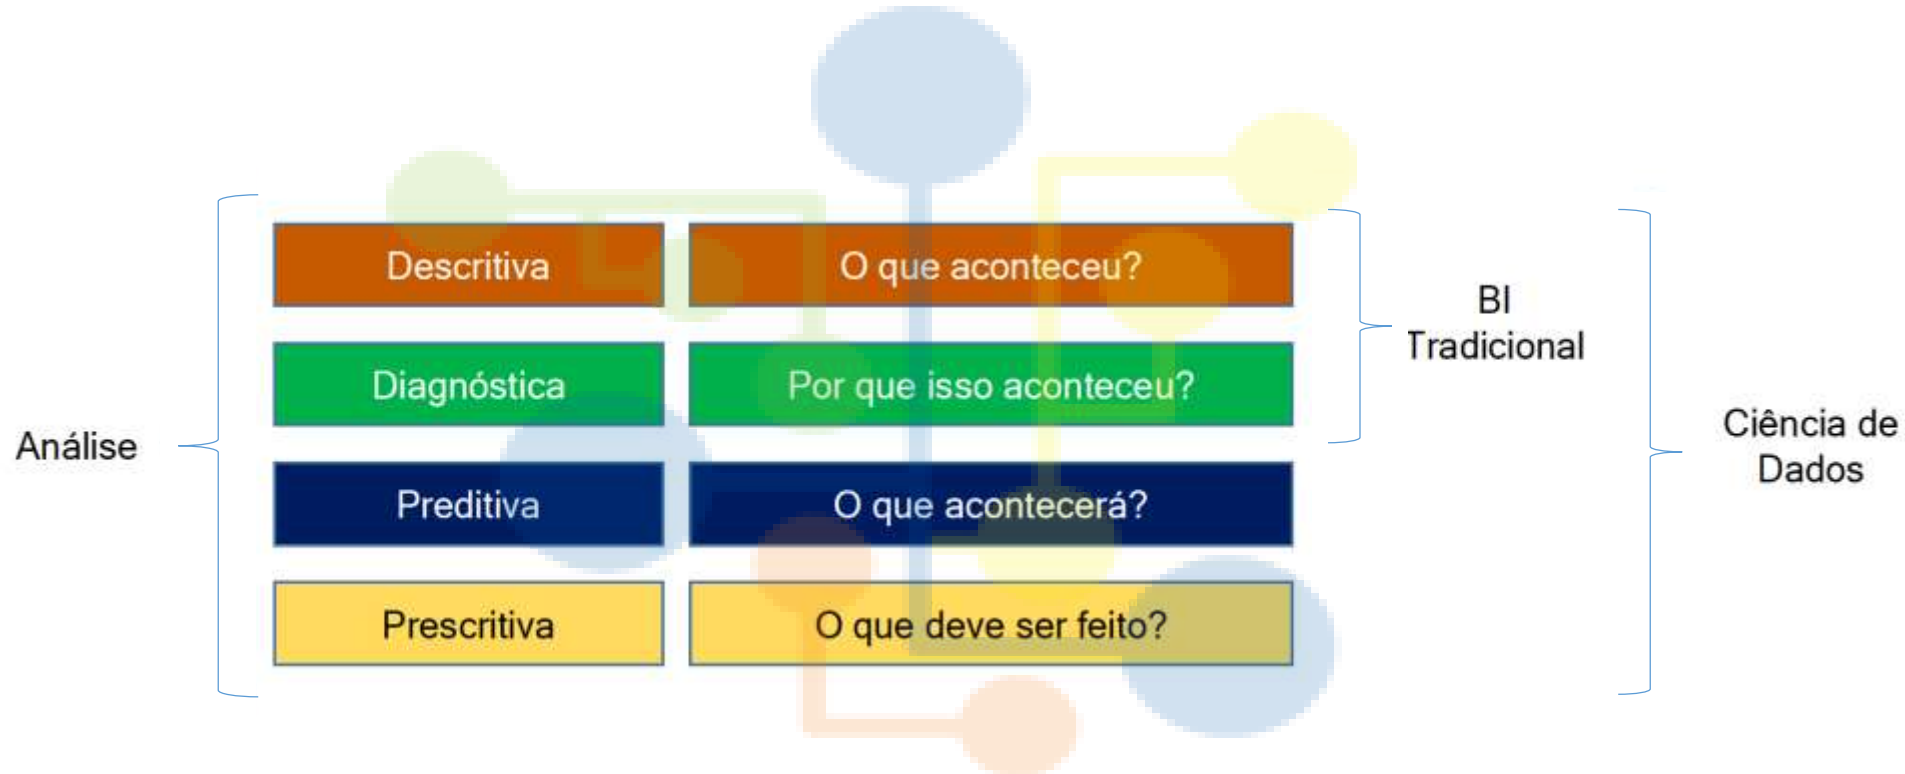 Análise
Descritiva
O que aconteceu?
Diagnóstica
Por que isso aconteceu?
Preditiva
O que acontecerá?
Prescritiva
O que deve ser feito?
BI
Tradicional
Ciência de
Dados